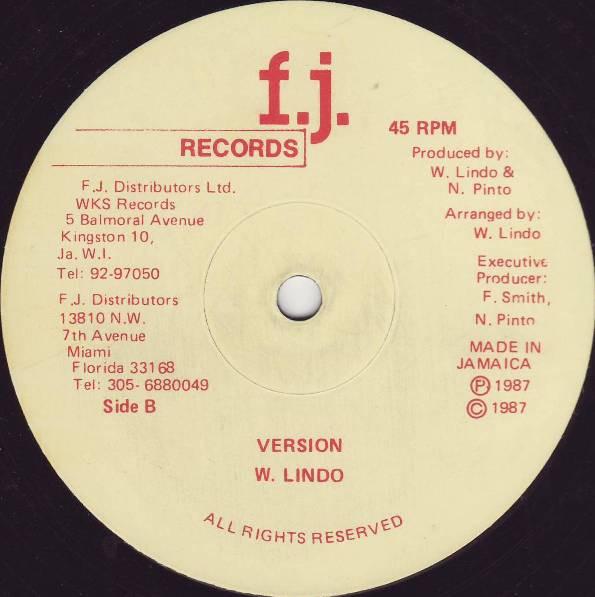 f.j.
RECORDS
F.J. Distributors Ltd.
WKS Records
5 Balmoral Avenue
Kingston 10,
Ja. W.I.
Tel: 92-97050
F.J. Distributors
13810 N.W.
7th Avenue
Miami
Florida 33168
Tel: 305-6880049
Side B
45 RPM
Produced by:
W. Lindo &
N. Pinto
Arranged by:
W. Lindo
Executive
Producer:
F. Smith,
N. Pinto
MADE IN
JAMAICA
Ⓟ 1987
© 1987
VERSION
W. LINDO
ALL RIGHTS RESERVED